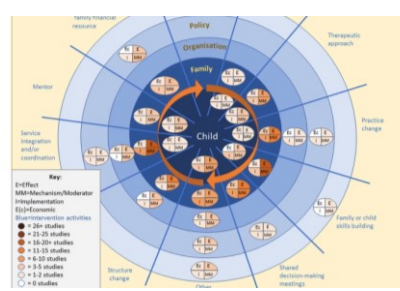 family financial
resource
Policy
Therapeutic
approach
Organisation
Family
Mentor
Practice
change
Child
Service
integration
and/or
coordination
Key:
E=Effect
MM=Mechanism/Moderator
I=Implementation
E(c)=Economic
Blue=Intervention activities
= 26+ studies
= 21-25 studies
= 16-20+ studies
= 11-15 studies
= 6-10 studies
= 3-5 studies
= 1-2 studies
= 0 studies
Family or child
skills building
Shared
decision-making
meetings
Structure
change
Other